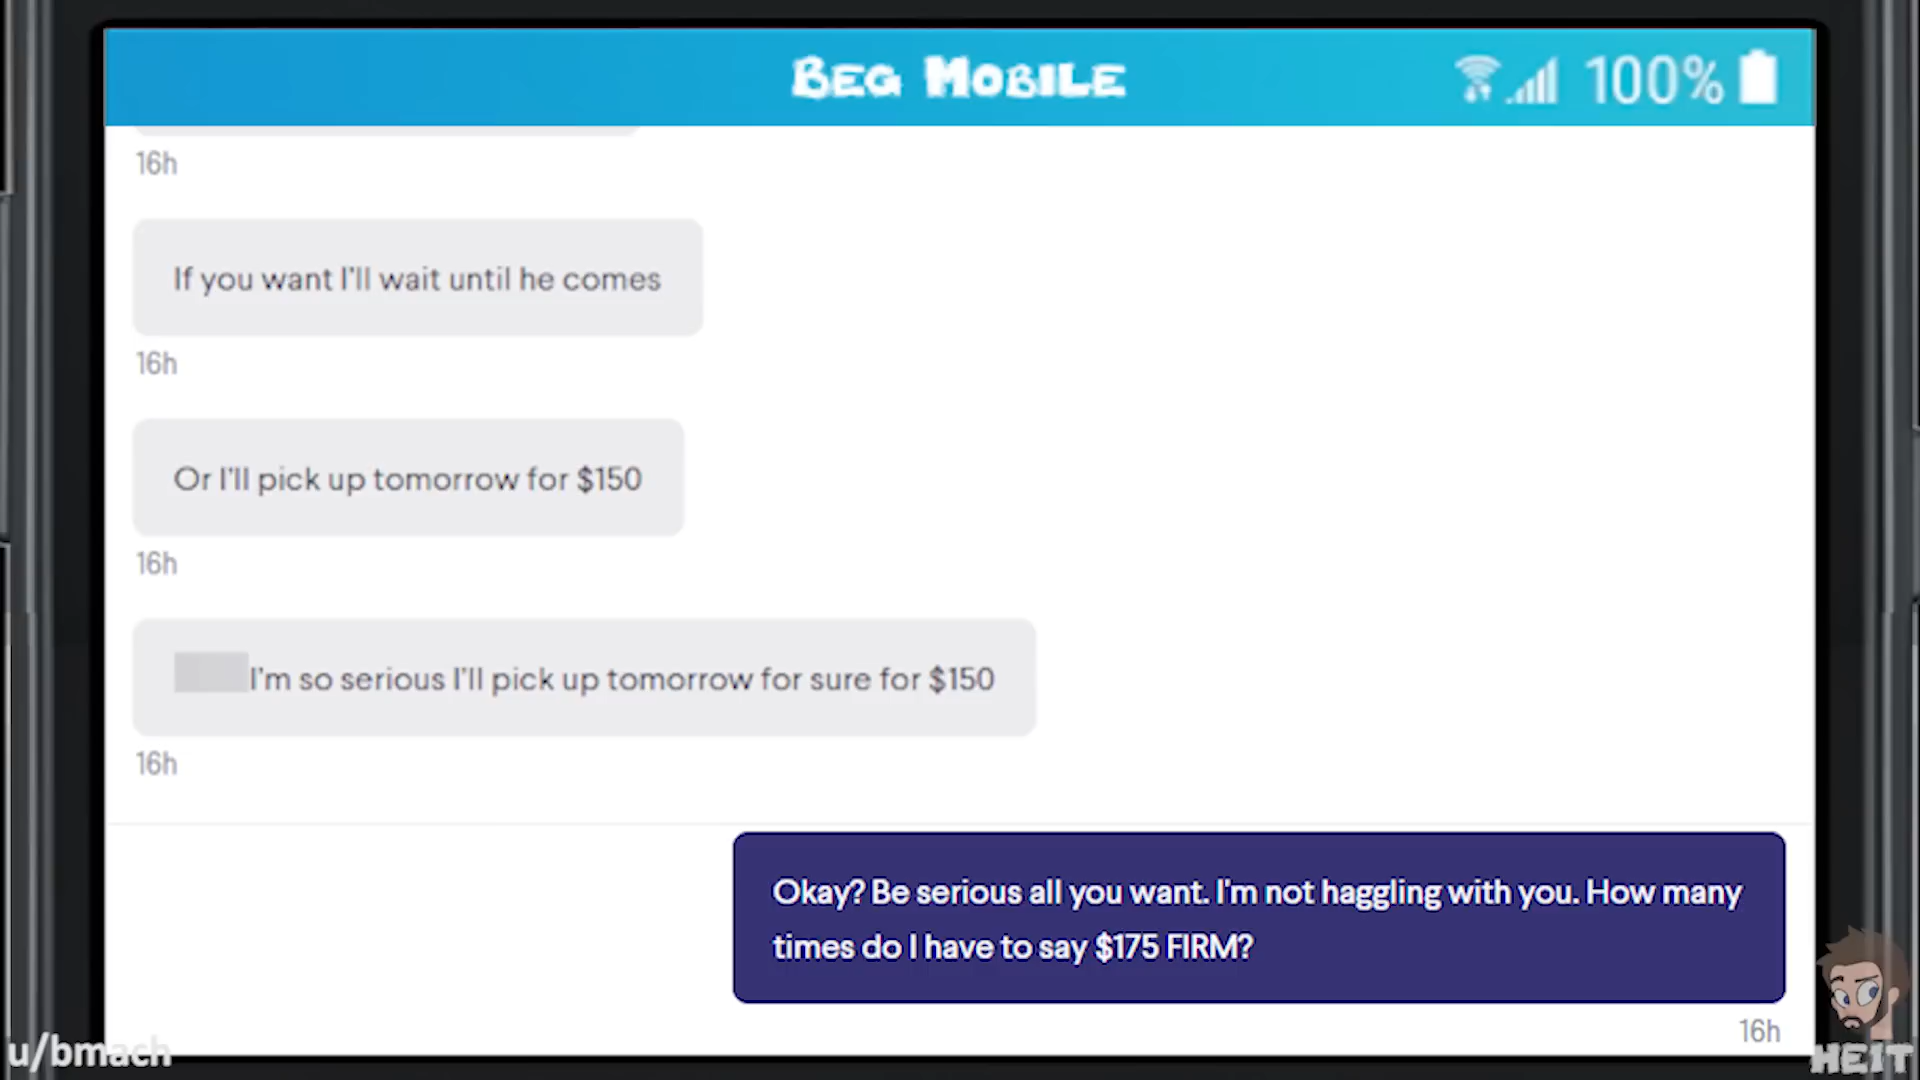 BEG MOBILE
100%
16h
If you want I'll wait until he comes
16h
Or I'll pick up tomorrow for $150
16h
I'm so serious I'll pick up tomorrow for sure for $150
16h
Okay? Be serious all you want. I'm not haggling with you. How many
times do I have to say $175 FIRM?
16h
u/bmach
HEIT